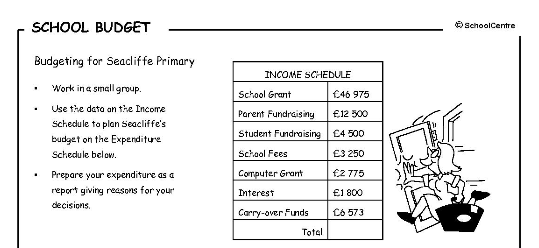 SCHOOL BUDGET
© SchoolCentre
Budgeting for Seacliffe Primary
• Work in a small group.
• Use the data on the Income
Schedule to plan Seacliffe's
budget on the Expenditure
Schedule below.
• Prepare your expenditure as a
report giving reasons for your
decisions.
INCOME SCHEDULE
School Grant £46 975
Parent Fundraising £12 500
Student Fundraising £4 500
School Fees £3 250
Computer Grant £2 775
Interest £1 800
Carry-over Funds £6 573
Total